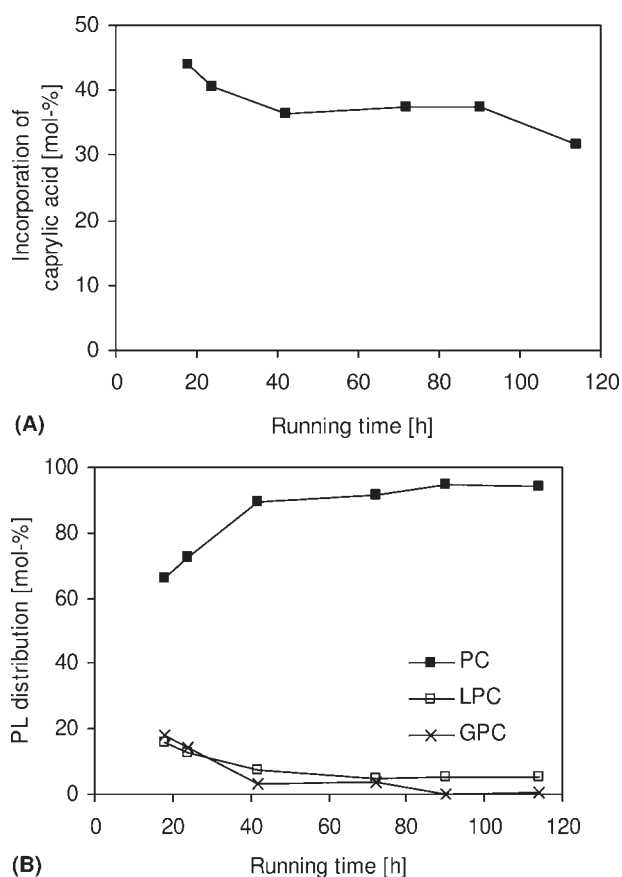 50
40
30
20
10
0
0 20 40 60 80 100 120
Incorporation of
caprylic acid [mol-%]
Running time [h]
(A)
100
80
60
40
20
0
0 20 40 60 80 100 120
PL distribution [mol-%]
PC
LPC
GPC
Running time [h]
(B)